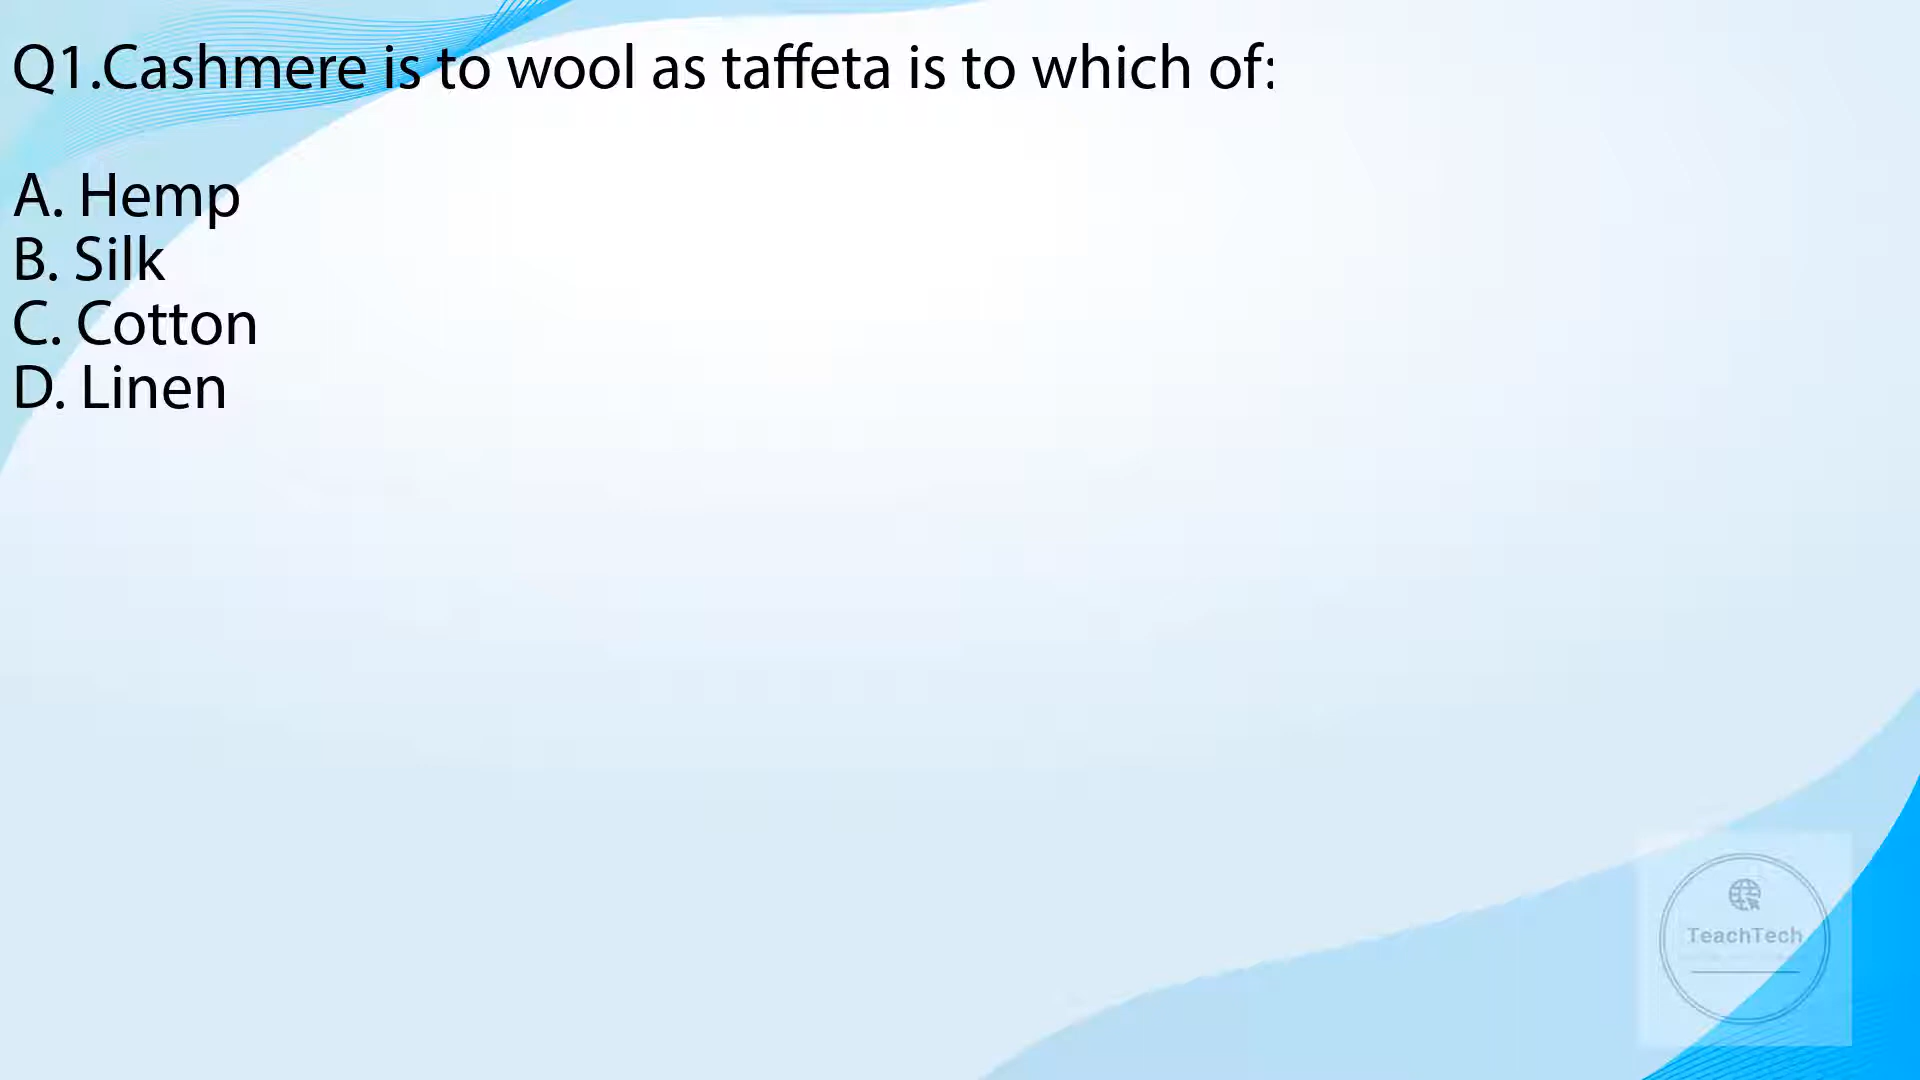 Q1.Cashmere is to wool as taffeta is to which of:
A. Hemp
B. Silk
C. Cotton
D. Linen
TeachTech